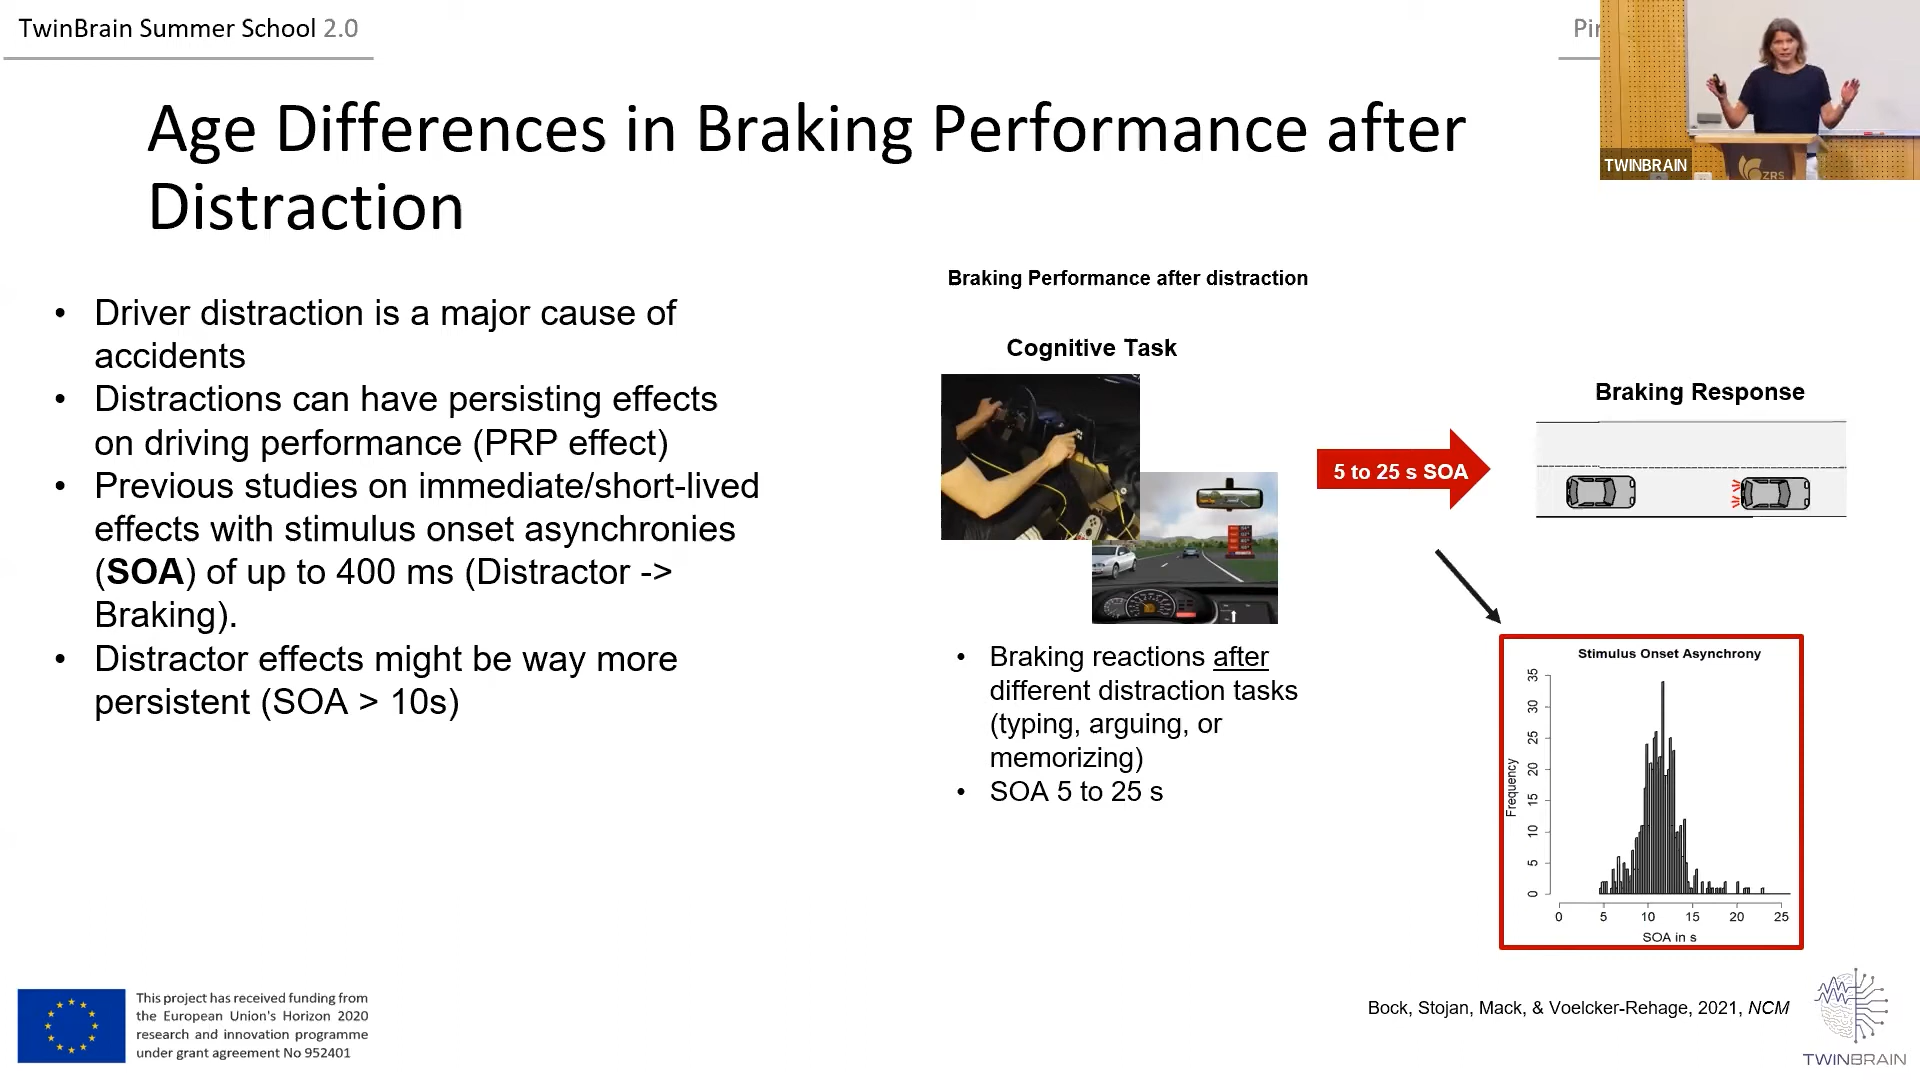 TwinBrain Summer School 2.0
TWINBRAIN
ZRS
Age Differences in Braking Performance after
Distraction
• Driver distraction is a major cause of
accidents
• Distractions can have persisting effects
on driving performance (PRP effect)
• Previous studies on immediate/short-lived
effects with stimulus onset asynchronies
(SOA) of up to 400 ms (Distractor ->
Braking).
• Distractor effects might be way more
persistent (SOA > 10s)
Braking Performance after distraction
Cognitive Task
5 to 25 s SOA
Braking Response
• Braking reactions after
different distraction tasks
(typing, arguing, or
memorizing)
• SOA 5 to 25 s
Stimulus Onset Asynchrony
Frequency
35
30
25
20
15
10
5
0
0 5 10 15 20 25
SOA in s
This project has received funding from
the European Union's Horizon 2020
research and innovation programme
under grant agreement No 952401
Bock, Stojan, Mack, & Voelcker-Rehage, 2021, NCM
TWINBRAIN